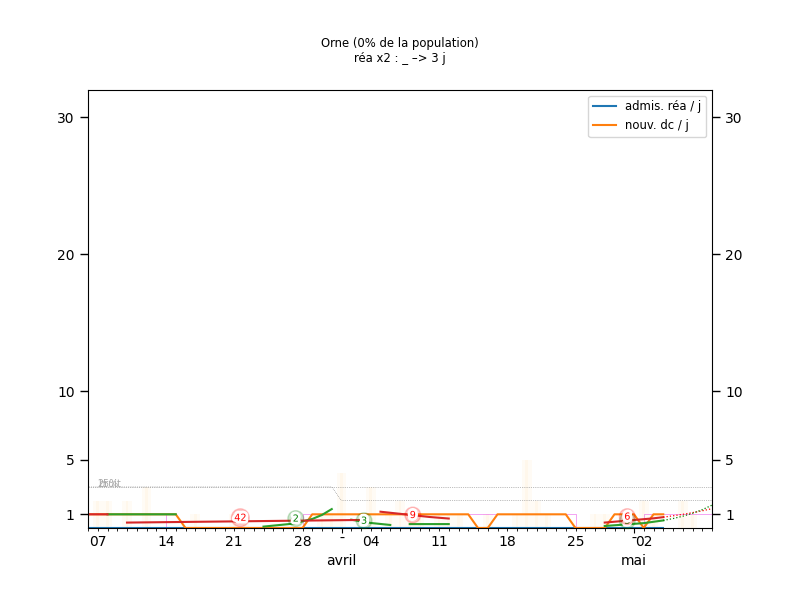 Orne (0% de la population)
réa x2 : _ –> 3 j
admis. réa / j
nouv. dc / j
30 30
20 20
10 10
5 5
1 1
42 2 3 9 6
07 14 21 28 - 04 11 18 25 - 02
avril mai